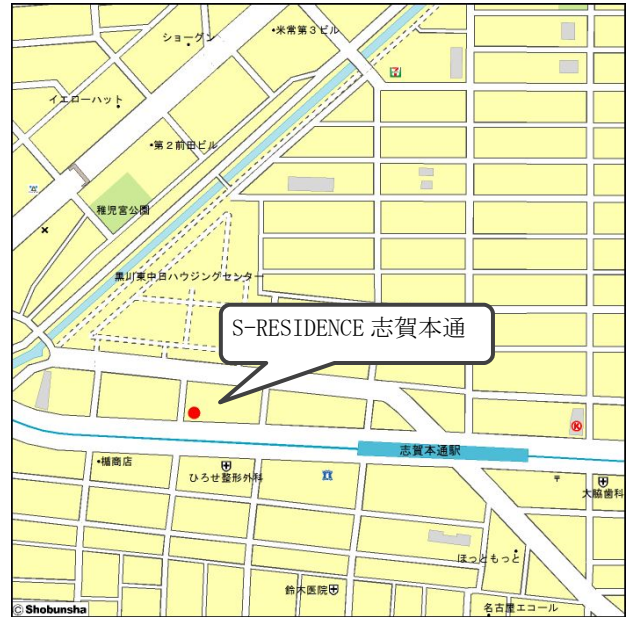 ショーグン
・米常第3ビル
イエローハット
・第2前田ビル
稚児宮公園
黒川東中日ハウジングセンター
S-RESIDENCE 志賀本通
志賀本通駅
・楯商店
ひろせ整形外科
大脇歯科
ほっともっと
鈴木医院
名古屋エコール
© Shobunsha